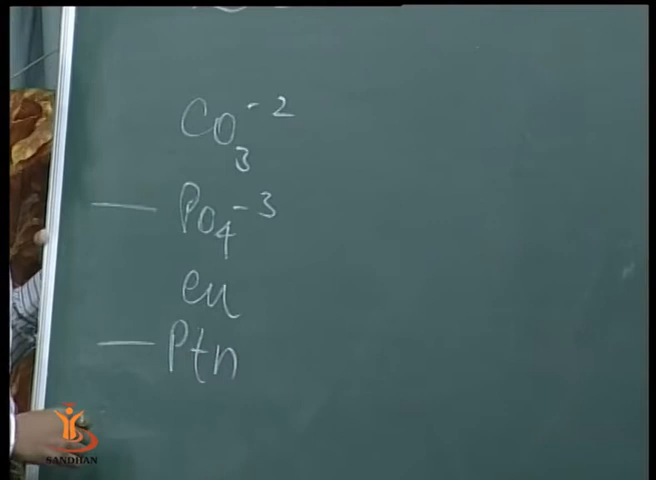 CO₃⁻²
— PO₄⁻³
en
— Ptn
SANDHAN